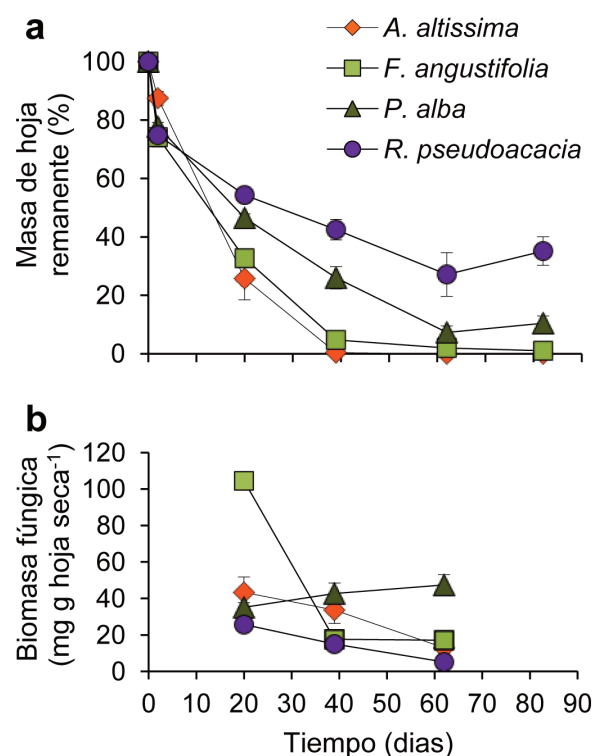 a
A. altissima
F. angustifolia
P. alba
R. pseudoacacia
Masa de hoja
remanente (%)
100
80
60
40
20
0
b
Biomasa fúngica
(mg g hoja seca⁻¹)
120
100
80
60
40
20
0
0 10 20 30 40 50 60 70 80 90
Tiempo (dias)